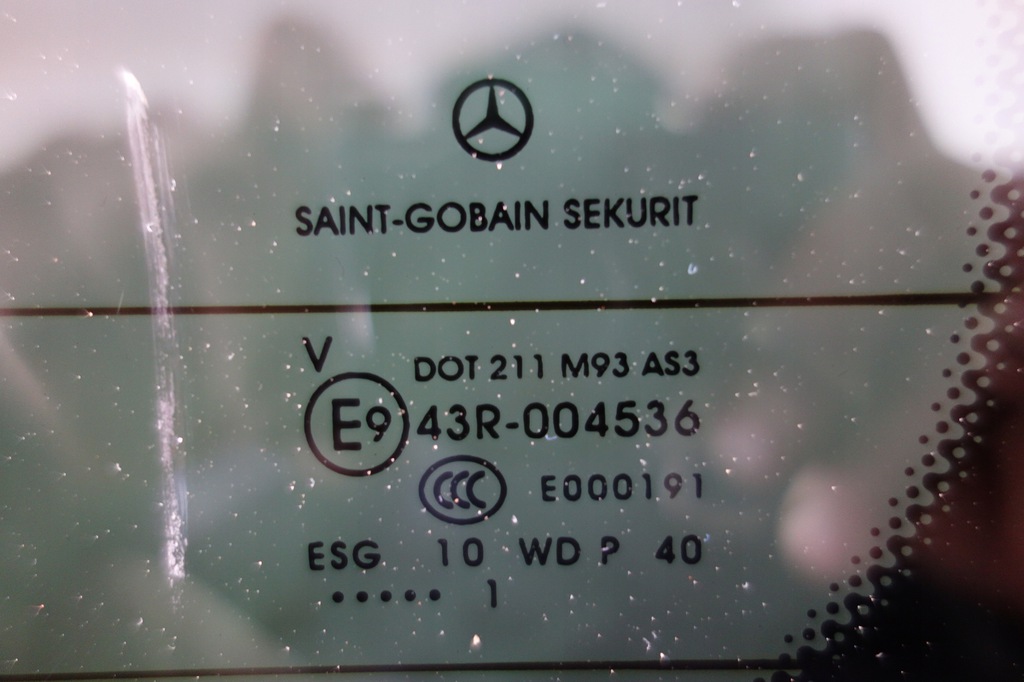 SAINT-GOBAIN SEKURIT
V
DOT 211 M93 AS3
E9 43R-004536
CCC E000191
ESG 10 WD P 40
..... 1